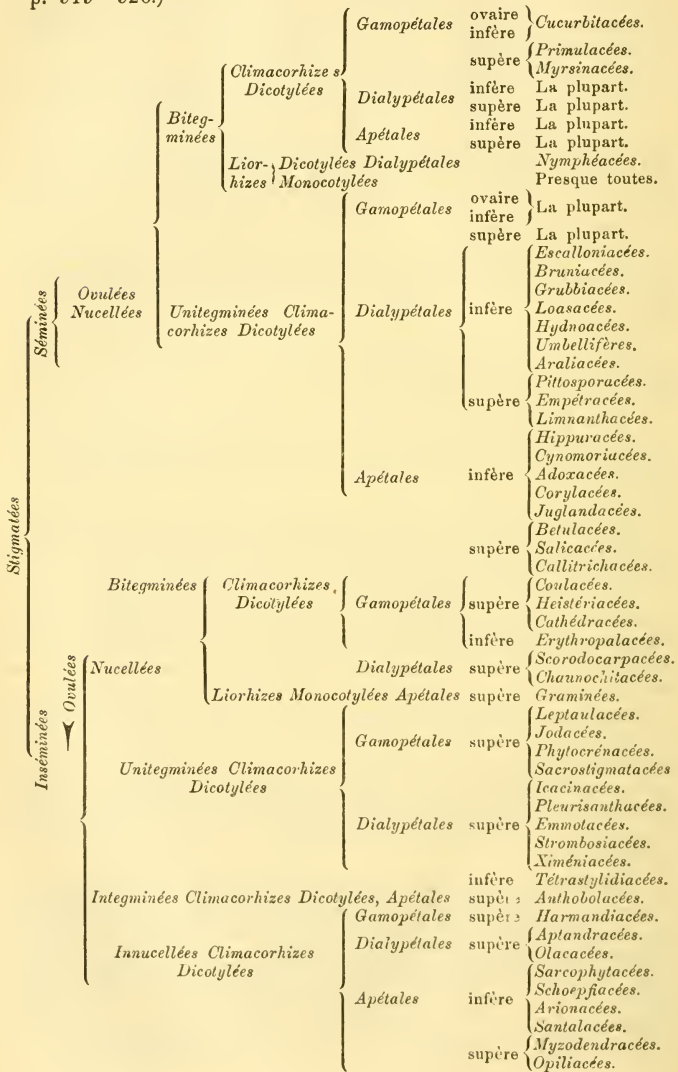 Gamopétales ovaire infère Cucurbitacées.
supère Primulacées.
Myrsinacées.
Climacorhizes Dicotylées
Dialypétales infère La plupart.
supère La plupart.
Bitegminées
Apétales infère La plupart.
supère La plupart.
Liorhizes Dicotylées Dialypétales Nymphéacées.
Monocotylées Presque toutes.
Gamopétales ovaire infère La plupart.
supère La plupart.
Séminées
Ovulées Nucellées
Unitegminées Climacorhizes Dicotylées
Dialypétales infère Escalloniacées.
Bruniacées.
Grubbiacées.
Loasacées.
Hydnoacées.
Umbellifères.
Araliacées.
supère Pittosporacées.
Empétracées.
Limnanthacées.
Apétales infère Hippuracées.
Cynomoriacées.
Adoxacées.
Corylacées.
Juglandacées.
supère Betulacées.
Salicacées.
Callitrichacées.
Stigmatées
Bitegminées Climacorhizes Dicotylées Gamopétales supère Coulacées.
Heistériacées.
Cathédracées.
infère Erythropalacées.
Inséminées
Ovulées
Nucellées
Dialypétales supère Scorodocarpacées.
Chaunochitacées.
Liorhizes Monocotylées Apétales supère Graminées.
Unitegminées Climacorhizes Dicotylées
Gamopétales supère Leptaulacées.
Jodacées.
Phytocrénacées.
Sacrostigmatacées
Dialypétales supère Icacinacées.
Pleurisanthacées.
Emmotacées.
Strombosiacées.
Ximéniacées.
infère Tétrastylidiacées.
Integminées Climacorhizes Dicotylées, Apétales supère Anthobolacées.
Innucellées Climacorhizes Dicotylées
Gamopétales supère Harmandiacées.
Dialypétales supère Aptandracées.
Olacacées.
Apétales infère Sarcophytacées.
Schoepfiacées.
Arionacées.
Santalacées.
supère Myzodendracées.
Opiliacées.